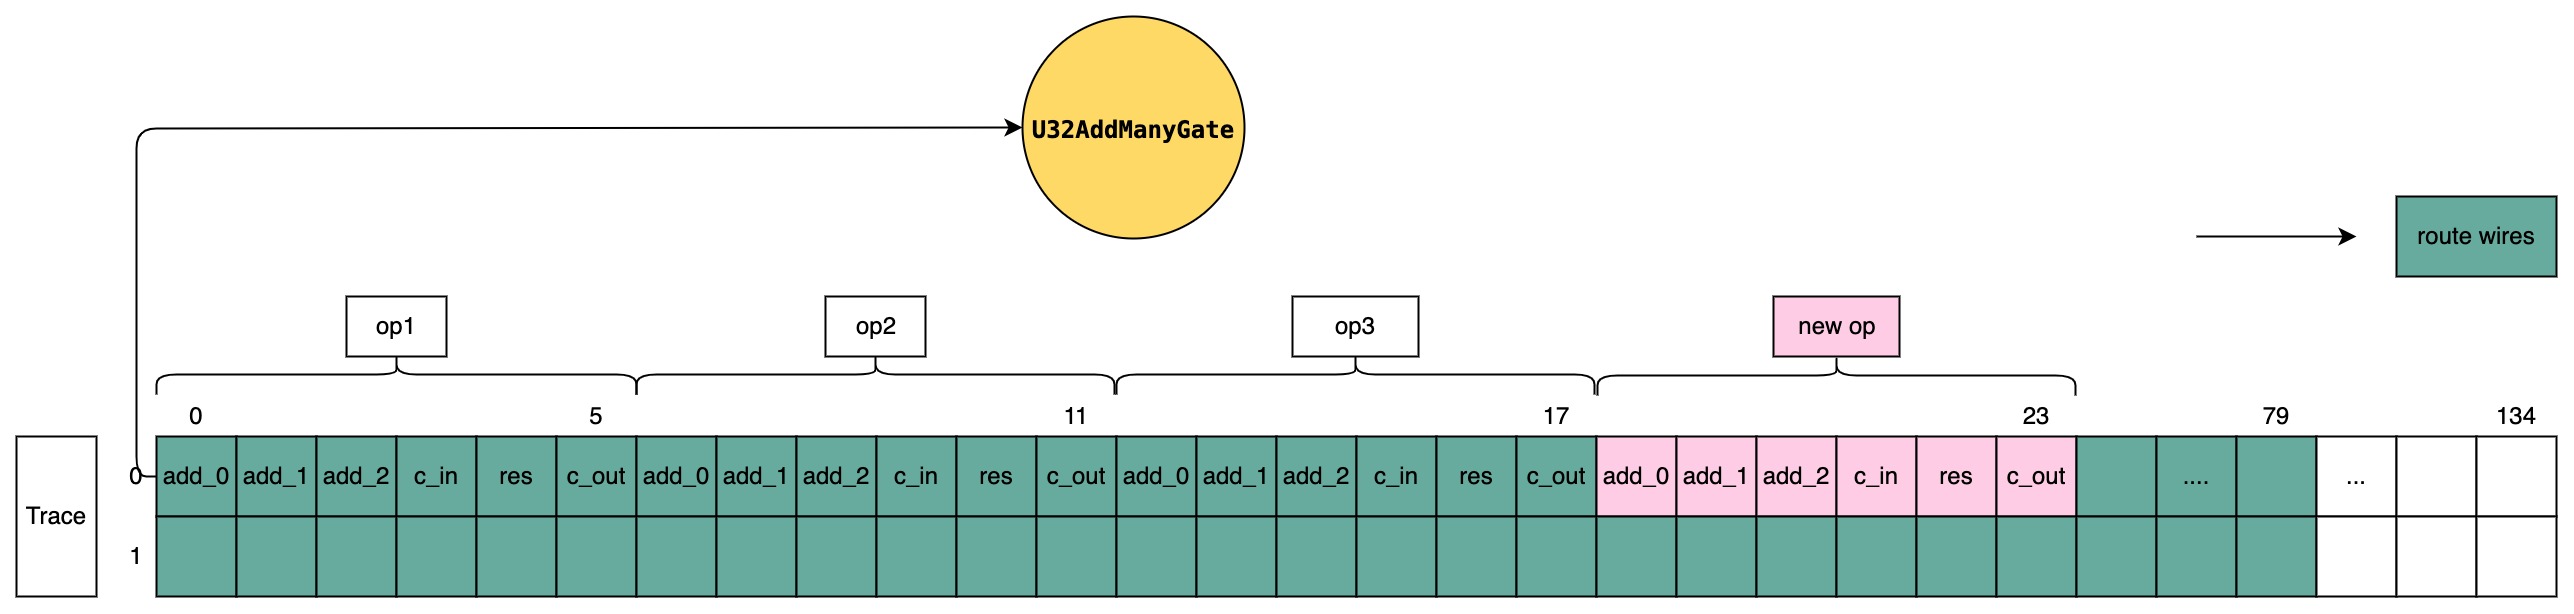 U32AddManyGate
route wires
op1 op2 op3 new op
0 5 11 17 23 79 134
Trace
0 add_0 add_1 add_2 c_in res c_out add_0 add_1 add_2 c_in res c_out add_0 add_1 add_2 c_in res c_out add_0 add_1 add_2 c_in res c_out .... ...
1